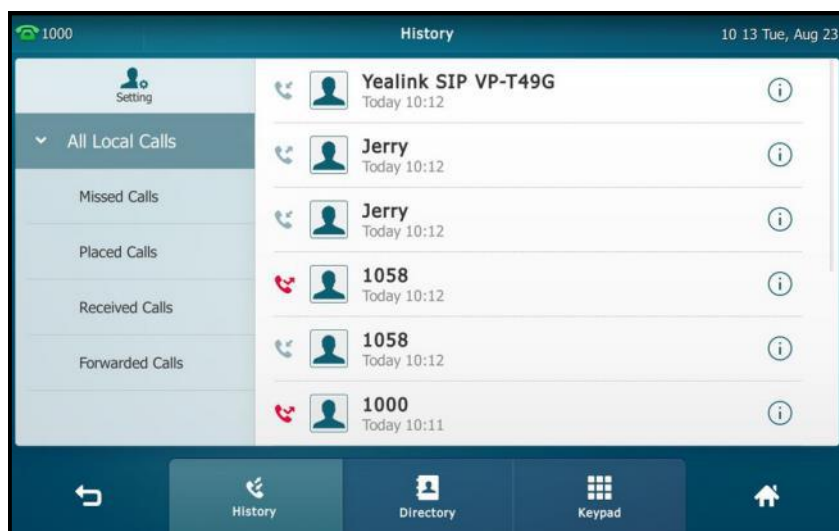 1000
History
10 13 Tue, Aug 23
Setting
All Local Calls
Missed Calls
Placed Calls
Received Calls
Forwarded Calls
Yealink SIP VP-T49G
Today 10:12
Jerry
Today 10:12
Jerry
Today 10:12
1058
Today 10:12
1058
Today 10:12
1000
Today 10:11
History
Directory
Keypad